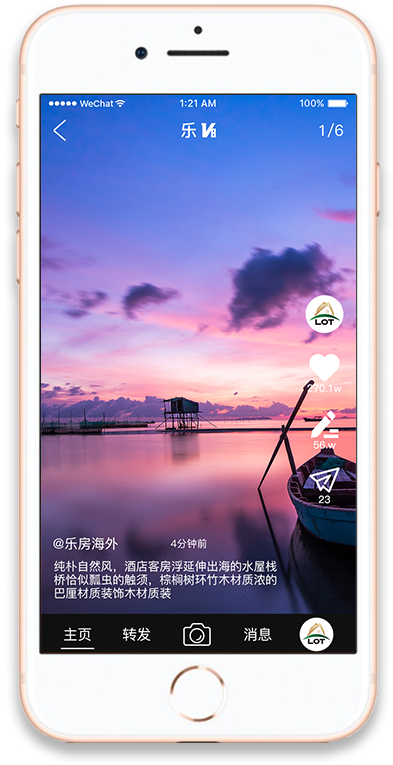 WeChat 1:21 AM 100%
乐 V8 1/6
LOT
270.1w
56.w
23
@乐房海外 4分钟前
纯朴自然风，酒店客房浮延伸出海的水屋栈
桥恰似瓢虫的触须，棕榈树环竹木材质浓的
巴厘材质装饰木材质装
主页 转发 消息 LOT